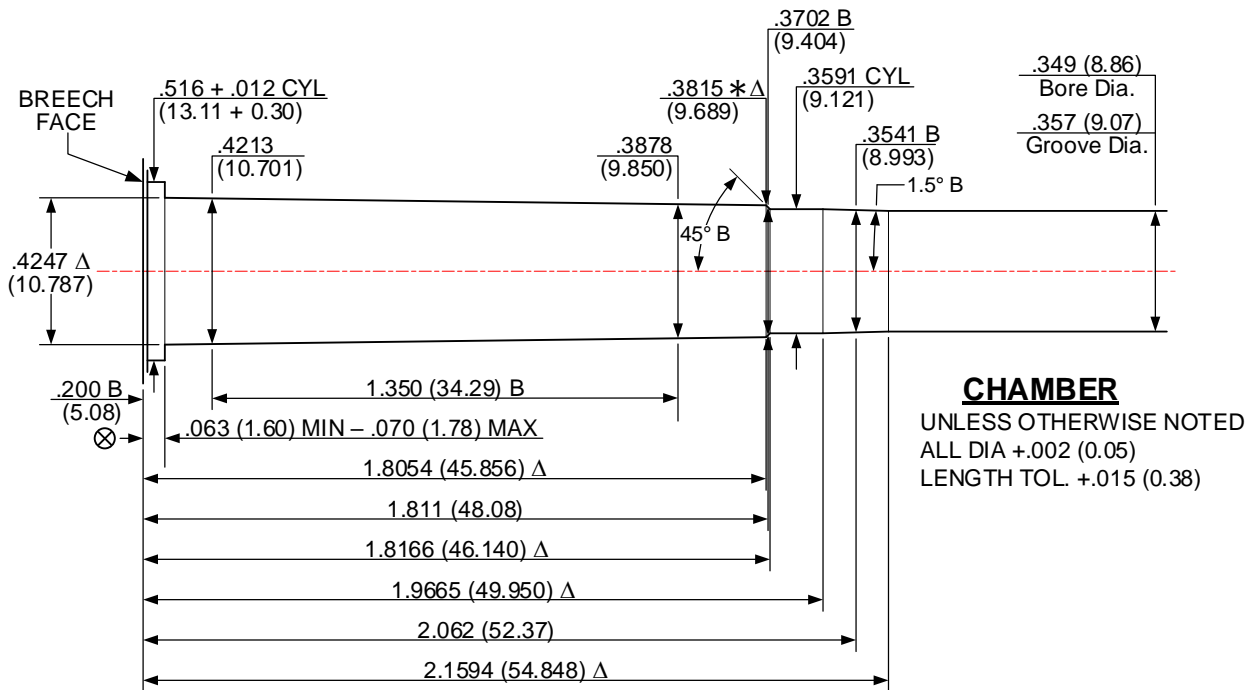 .3702 B
(9.404)
.516 + .012 CYL
(13.11 + 0.30)
.3815 ✳ Δ
(9.689)
.3591 CYL
(9.121)
.349 (8.86)
Bore Dia.
BREECH
FACE
.4213
(10.701)
.3878
(9.850)
.3541 B
(8.993)
.357 (9.07)
Groove Dia.
1.5° B
45° B
.4247 Δ
(10.787)
.200 B
(5.08)
1.350 (34.29) B
⊗
.063 (1.60) MIN – .070 (1.78) MAX
1.8054 (45.856) Δ
1.811 (48.08)
1.8166 (46.140) Δ
1.9665 (49.950) Δ
2.062 (52.37)
2.1594 (54.848) Δ
CHAMBER
UNLESS OTHERWISE NOTED
ALL DIA +.002 (0.05)
LENGTH TOL. +.015 (0.38)